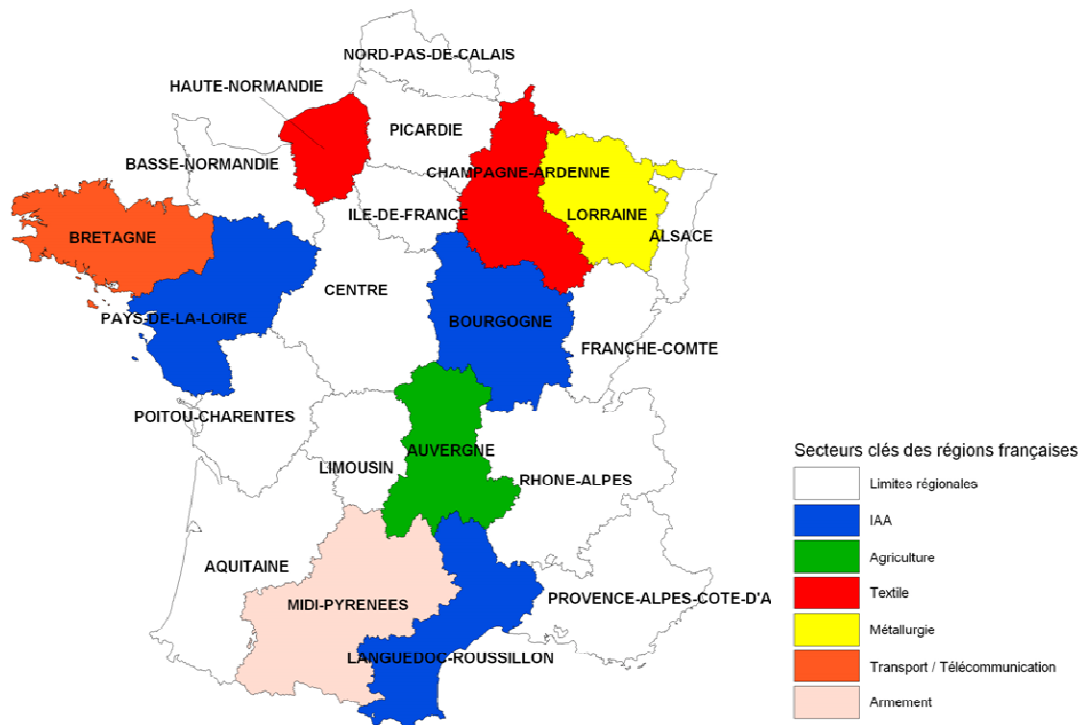 NORD-PAS-DE-CALAIS
HAUTE-NORMANDIE
PICARDIE
BASSE-NORMANDIE
CHAMPAGNE-ARDENNE
ILE-DE-FRANCE
LORRAINE
BRETAGNE
ALSACE
CENTRE
PAYS-DE-LA-LOIRE
BOURGOGNE
FRANCHE-COMTE
POITOU-CHARENTES
AUVERGNE
LIMOUSIN
RHONE-ALPES
AQUITAINE
MIDI-PYRENEES
PROVENCE-ALPES-COTE-D'A
LANGUEDOC-ROUSSILLON
Secteurs clés des régions françaises
Limites régionales
IAA
Agriculture
Textile
Métallurgie
Transport / Télécommunication
Armement